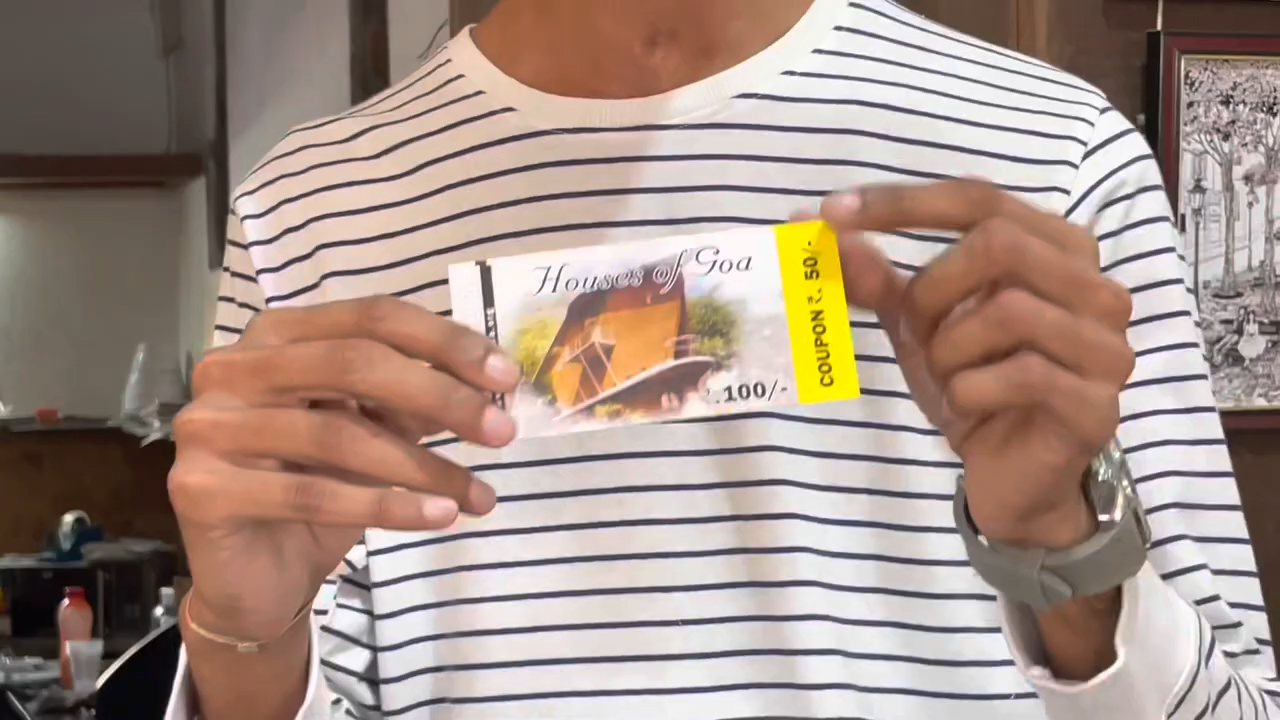 Houses of Goa
.100/-
COUPON ₹. 50/-